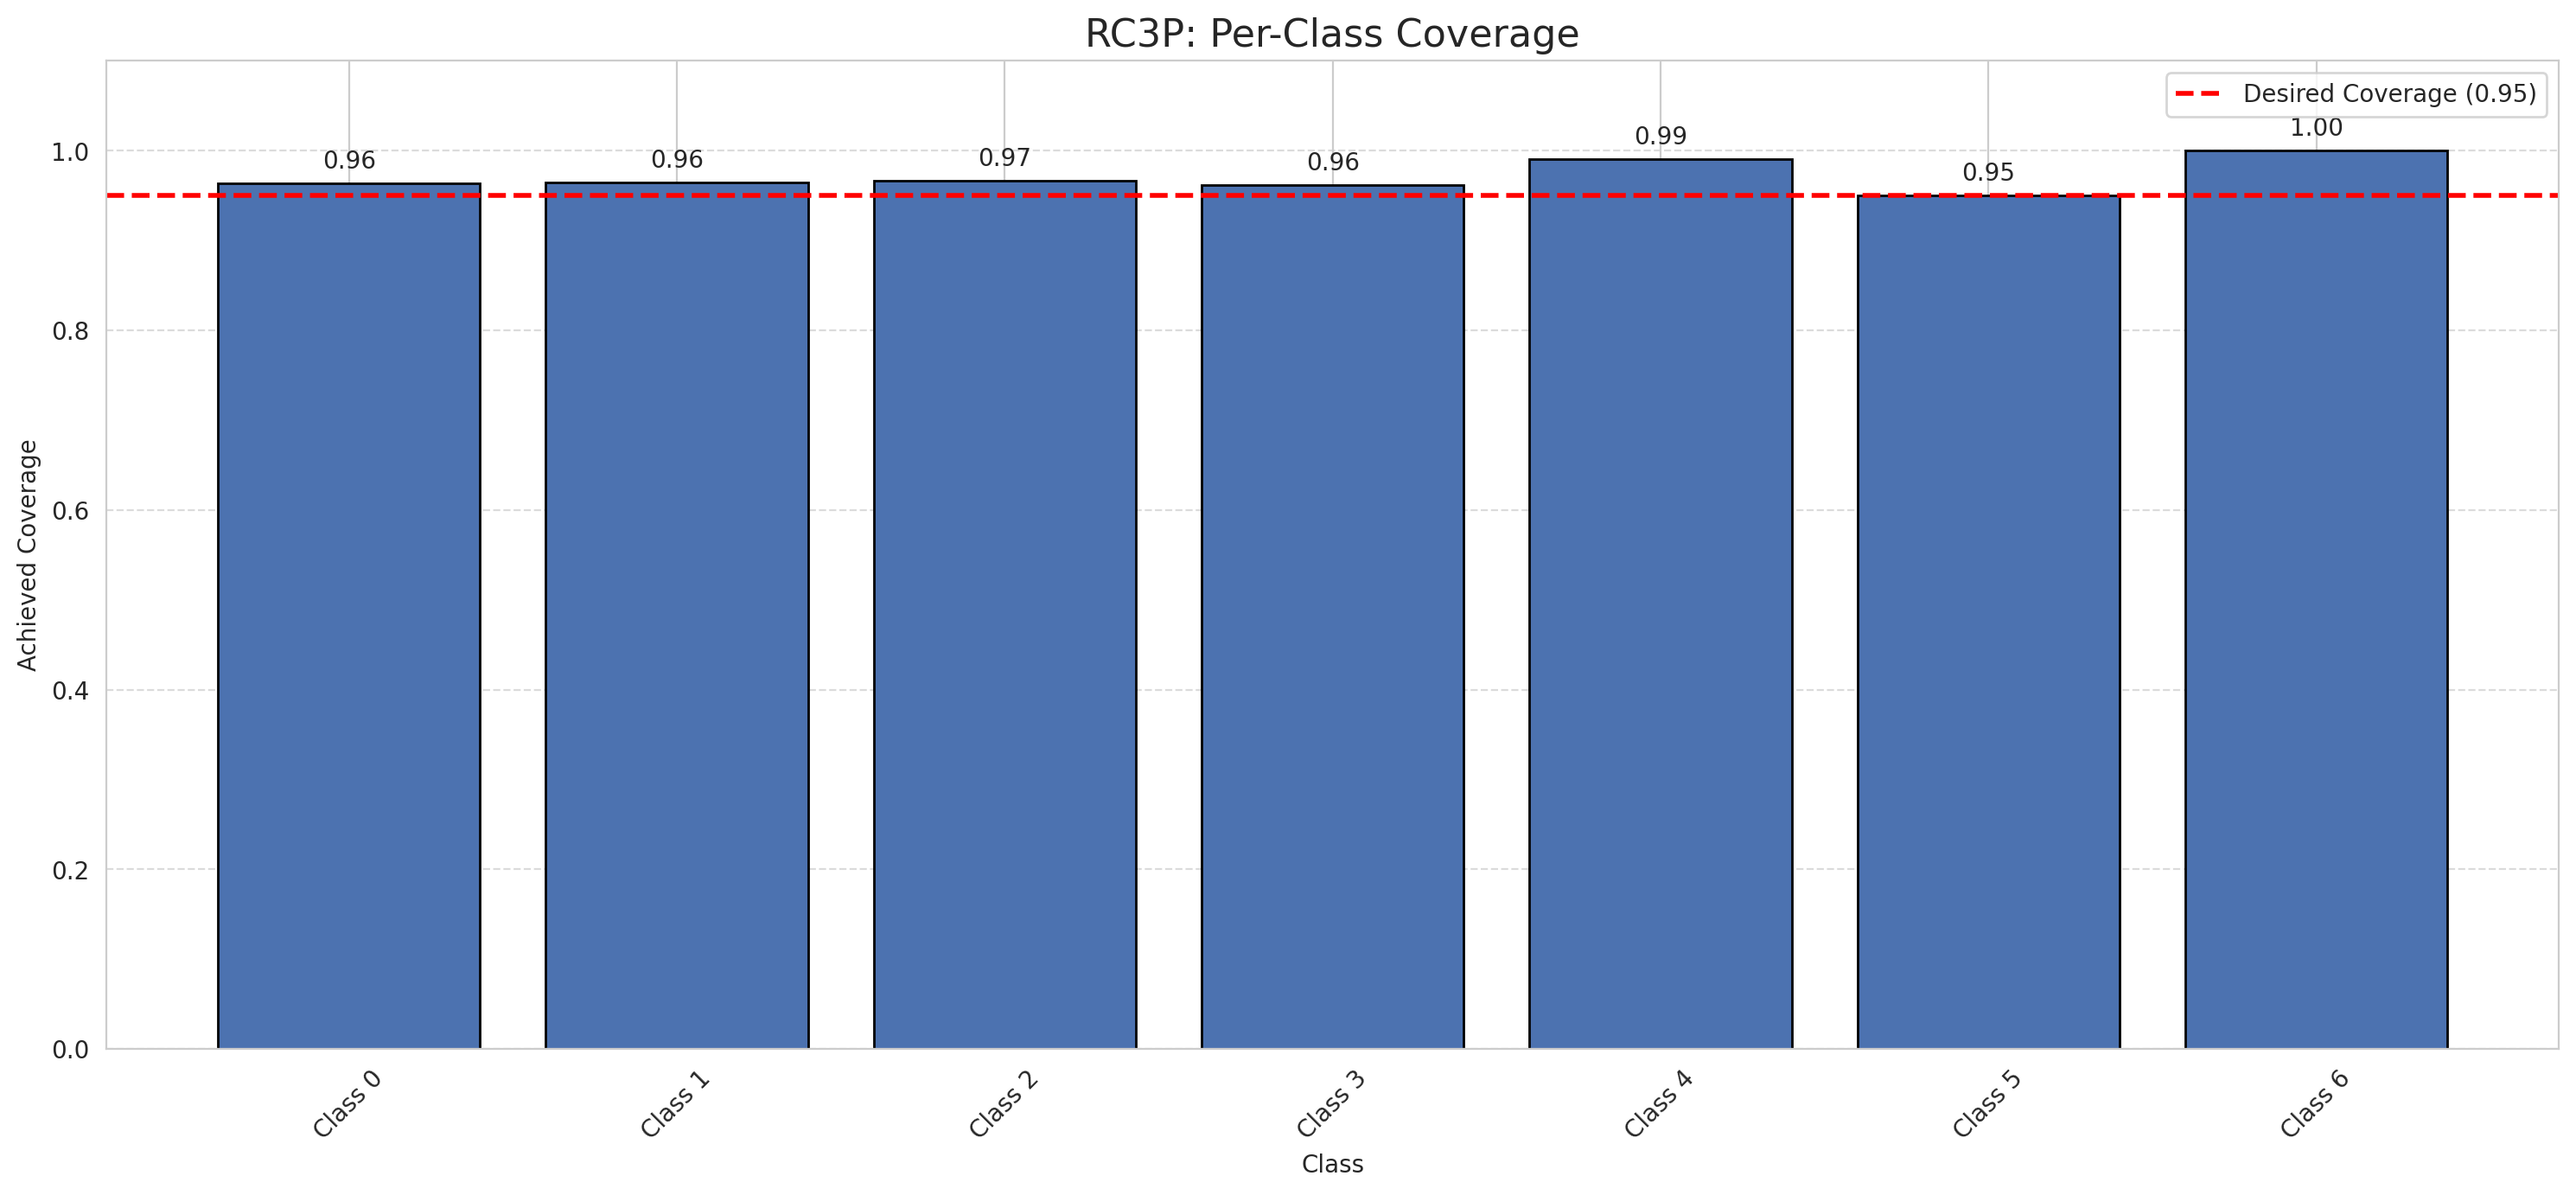 RC3P: Per-Class Coverage
Desired Coverage (0.95)
0.96
0.96
0.97
0.96
0.99
0.95
1.00
Achieved Coverage
1.0
0.8
0.6
0.4
0.2
0.0
Class 0
Class 1
Class 2
Class 3
Class 4
Class 5
Class 6
Class